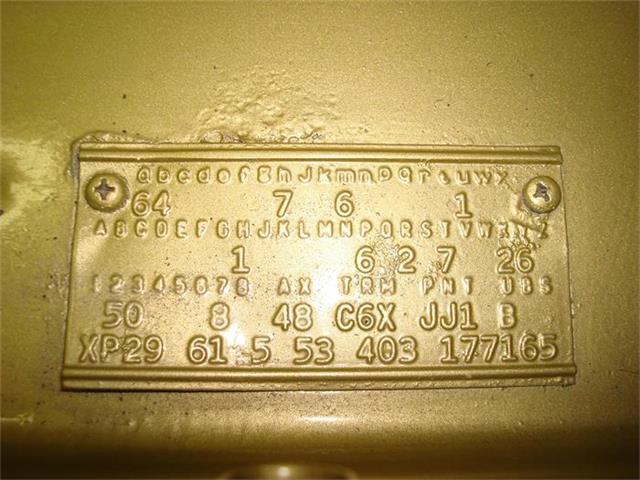 abcdefghJkmnpqrtuwx
64 7 6 1
ABCDEFGHJKLMNPQRSTVWXYZ
1 6 2 7 26
12345678 AX TRM PNT UBS
50 8 48 C6X JJ1 B
XP29 61 5 53 403 177165